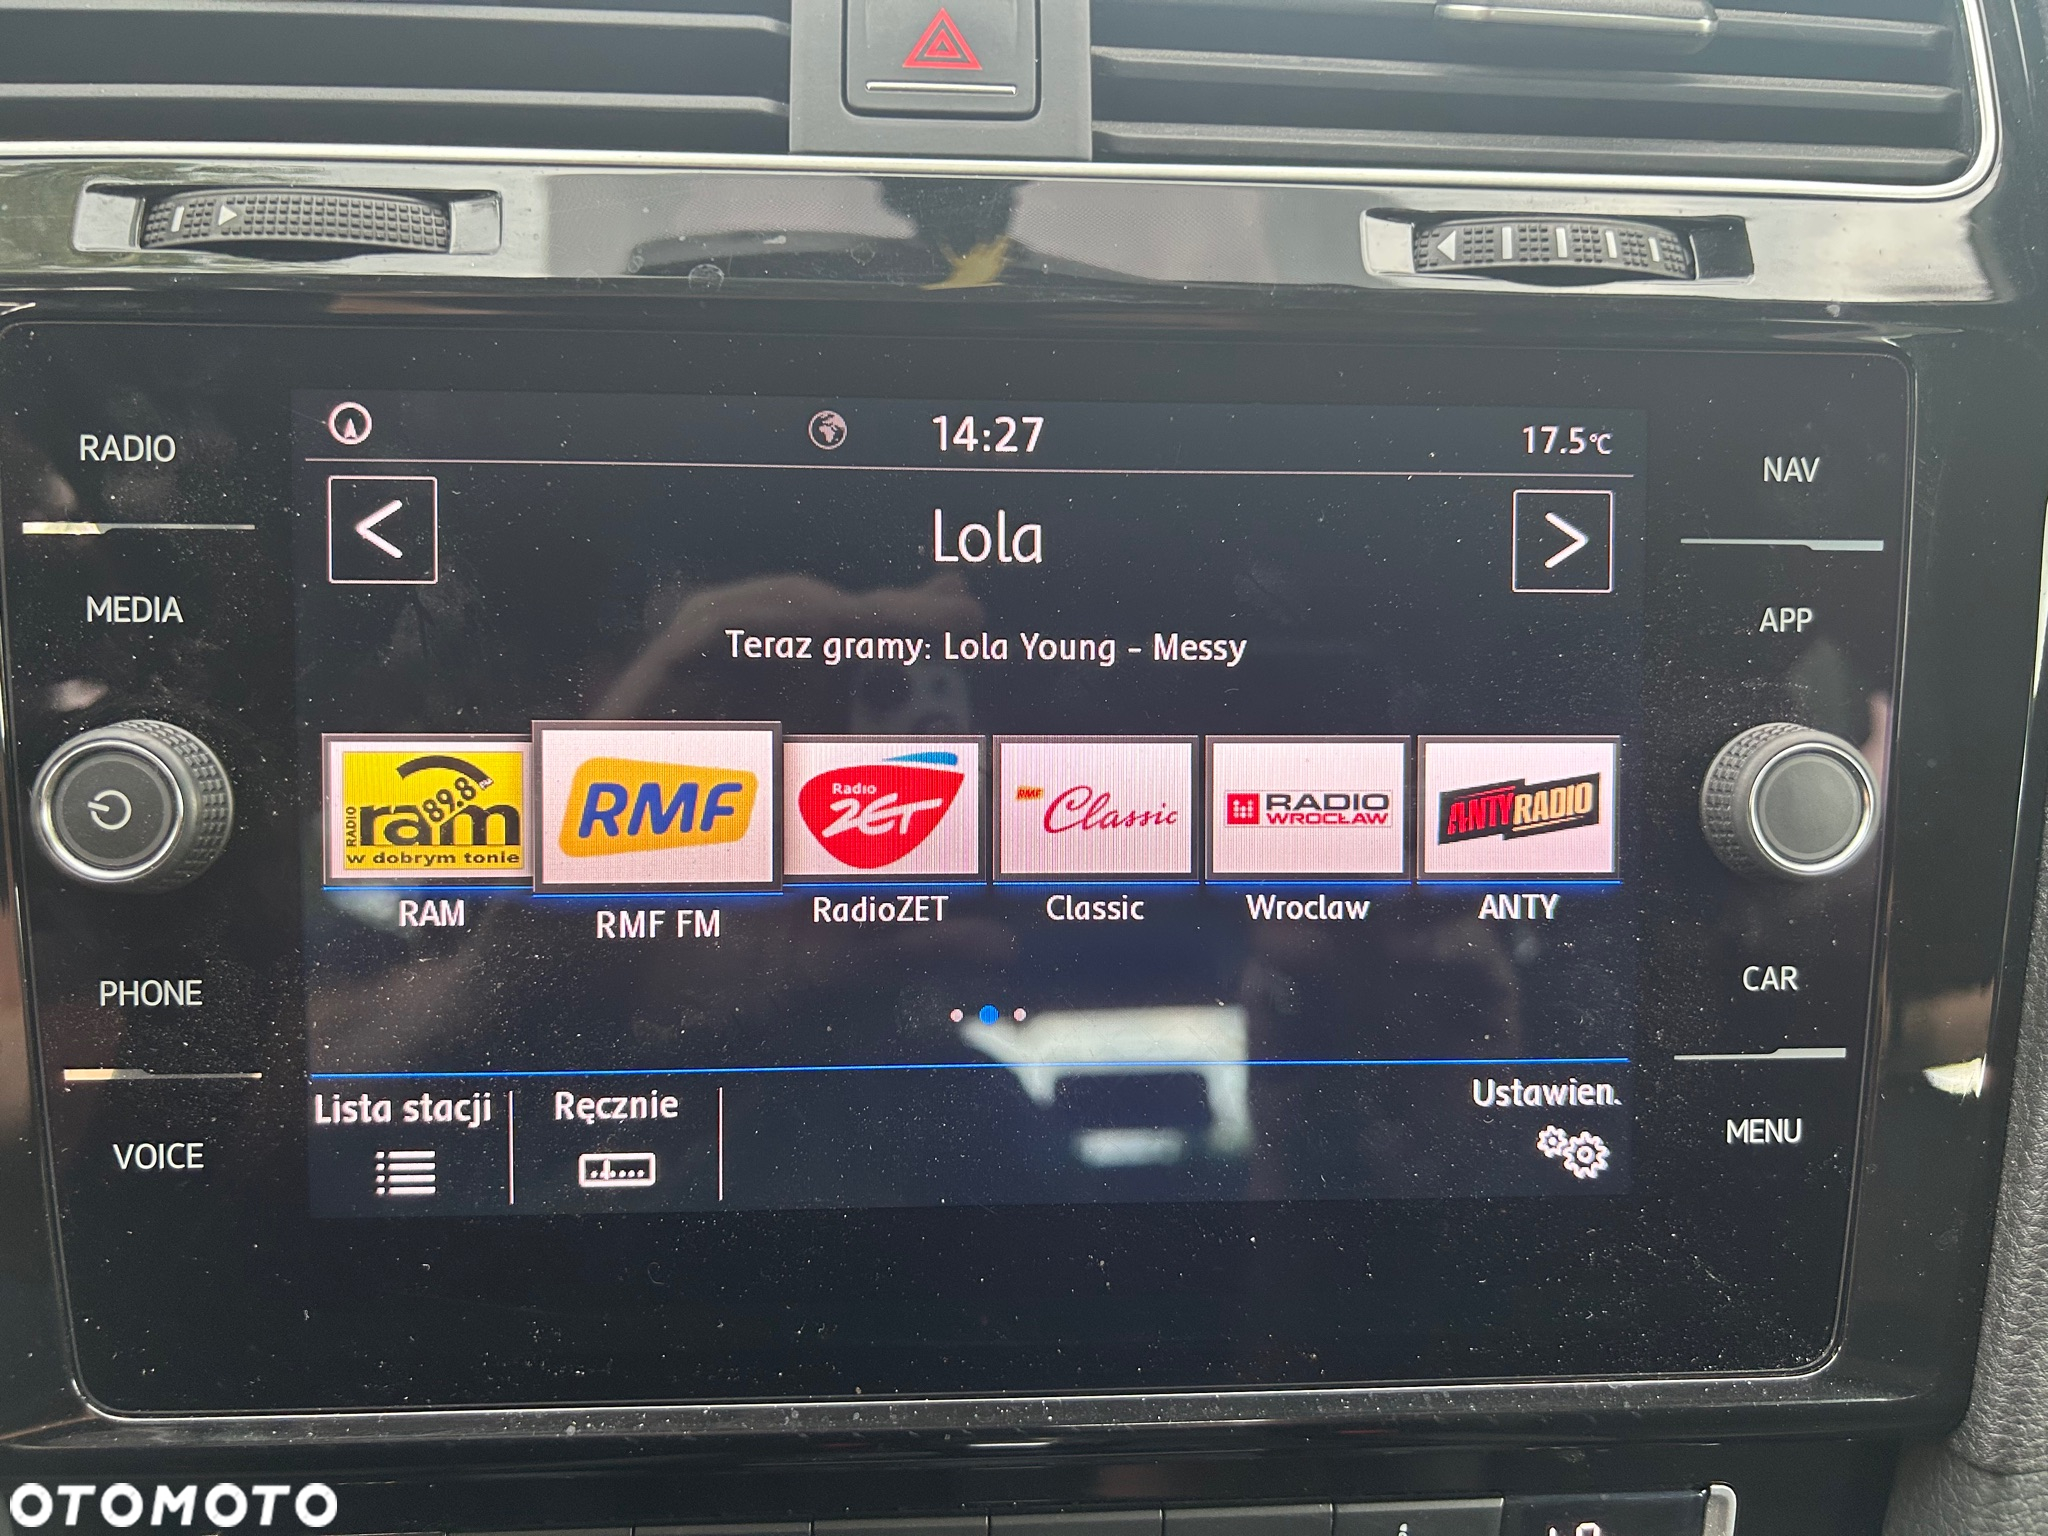 RADIO
MEDIA
PHONE
VOICE
14:27
17.5°C
<
Lola
>
Teraz gramy: Lola Young - Messy
RADIO ram 89.8 FM
w dobrym tonie
RMF
Radio
ZET
RMF Classic
RADIO
WROCŁAW
ANTYRADIO
RAM
RMF FM
RadioZET
Classic
Wroclaw
ANTY
Lista stacji
Ręcznie
Ustawien.
NAV
APP
CAR
MENU
OTOMOTO